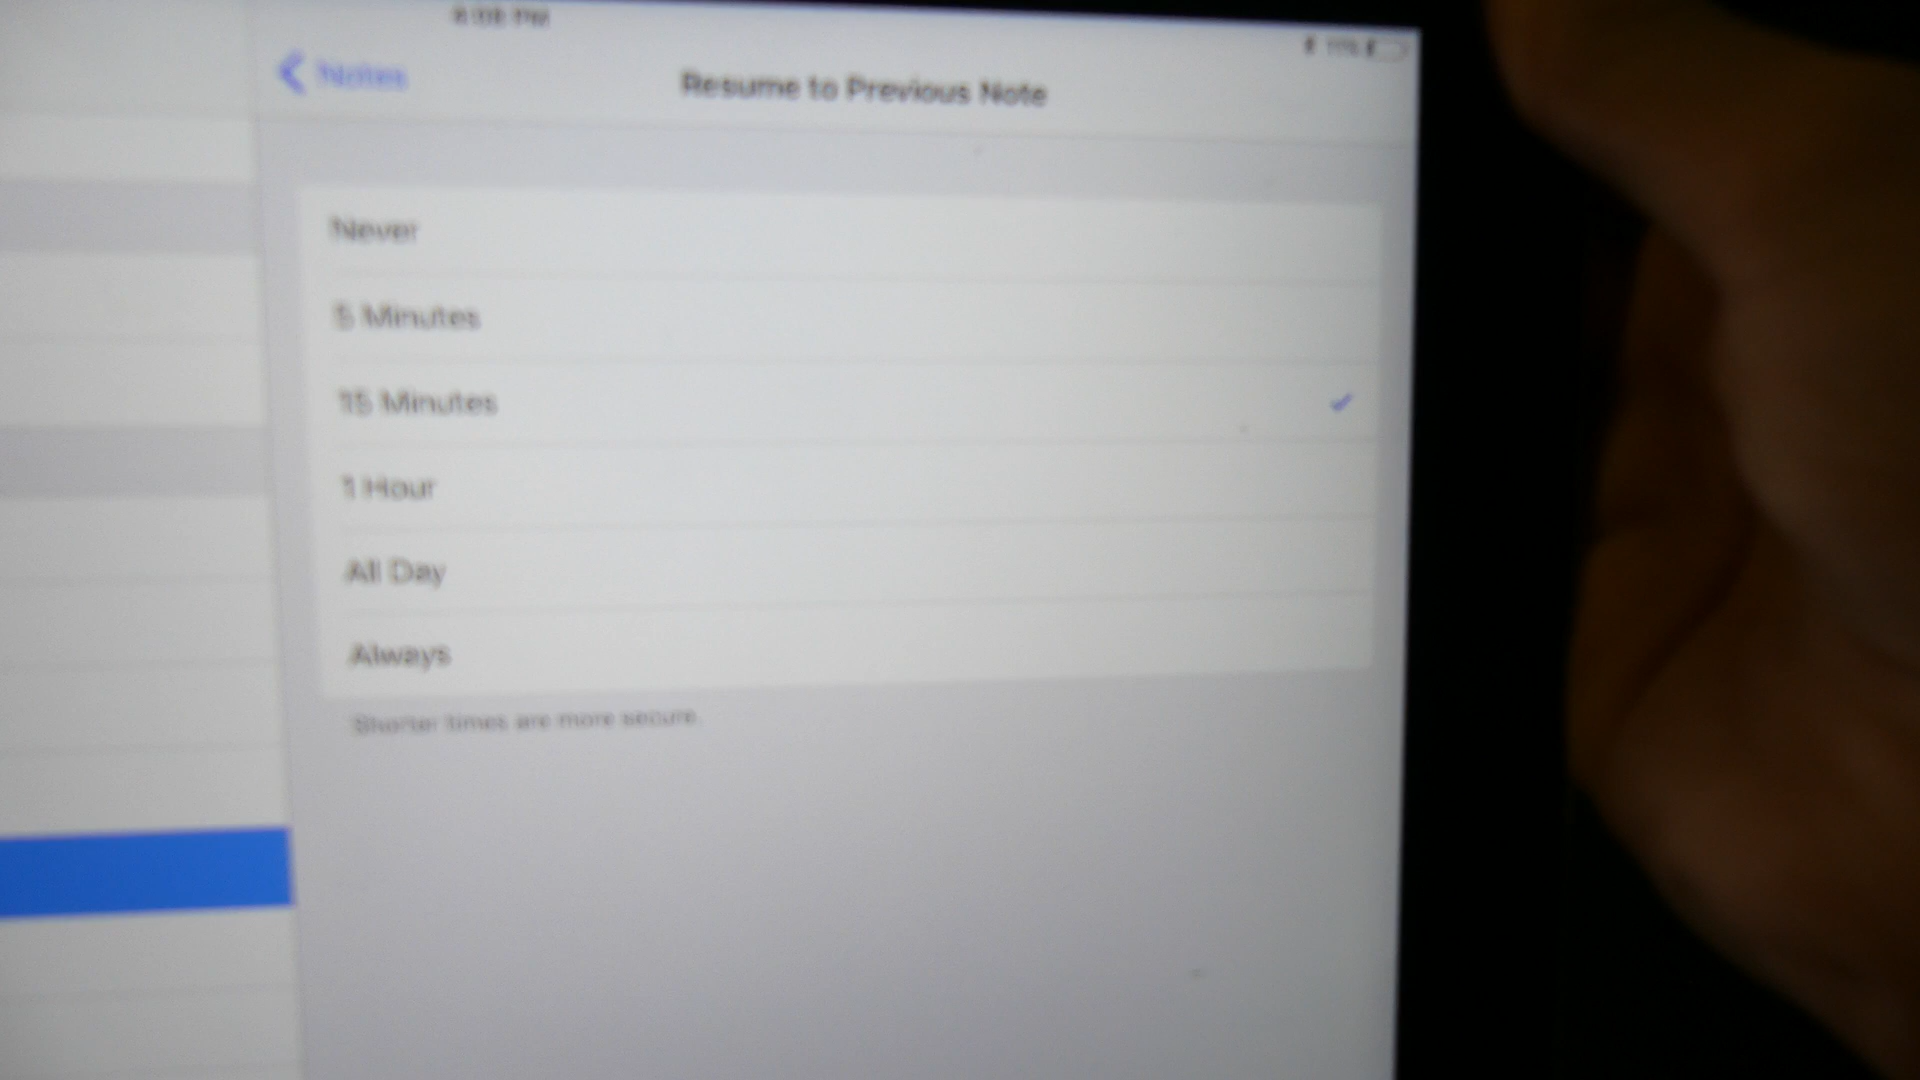 Notes
Resume to Previous Note
Never
5 Minutes
15 Minutes
1 Hour
All Day
Always
Shorter times are more secure.